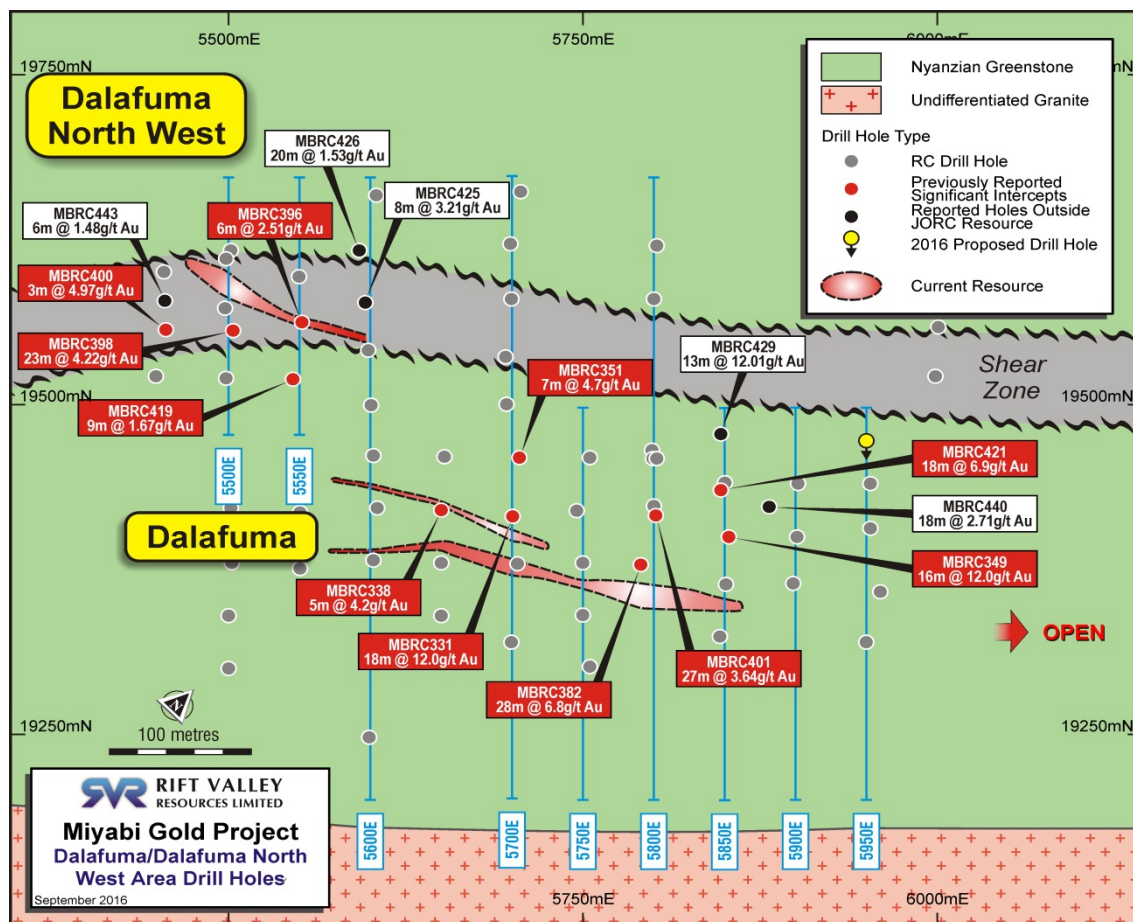 5500mE
5750mE
6000mE
19750mN
Dalafuma
North West
MBRC426
20m @ 1.53g/t Au
MBRC425
8m @ 3.21g/t Au
MBRC443
6m @ 1.48g/t Au
MBRC396
6m @ 2.51g/t Au
MBRC400
3m @ 4.97g/t Au
MBRC398
23m @ 4.22g/t Au
MBRC419
9m @ 1.67g/t Au
Nyanzian Greenstone
Undifferentiated Granite
Drill Hole Type
RC Drill Hole
Previously Reported
Significant Intercepts
Reported Holes Outside
JORC Resource
2016 Proposed Drill Hole
Current Resource
MBRC429
13m @ 12.01g/t Au
Shear
Zone
MBRC351
7m @ 4.7g/t Au
19500mN
19500mN
MBRC421
18m @ 6.9g/t Au
MBRC440
18m @ 2.71g/t Au
MBRC349
16m @ 12.0g/t Au
5500E
5550E
Dalafuma
MBRC338
5m @ 4.2g/t Au
MBRC331
18m @ 12.0g/t Au
MBRC382
28m @ 6.8g/t Au
MBRC401
27m @ 3.64g/t Au
OPEN
N
100 metres
19250mN
19250mN
5600E
5700E
5750E
5800E
5850E
5900E
5950E
SVR RIFT VALLEY
RESOURCES LIMITED
Miyabi Gold Project
Dalafuma/Dalafuma North
West Area Drill Holes
September 2016
5750mE
6000mE